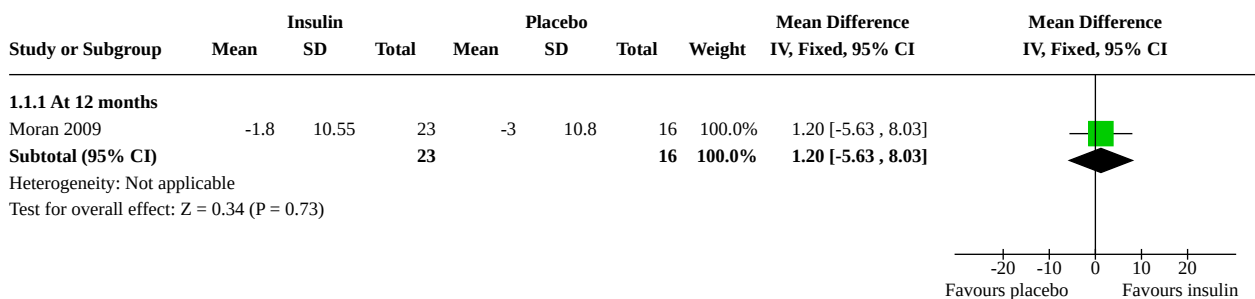 Insulin Placebo Mean Difference Mean Difference
Study or Subgroup Mean SD Total Mean SD Total Weight IV, Fixed, 95% CI IV, Fixed, 95% CI
1.1.1 At 12 months
Moran 2009 -1.8 10.55 23 -3 10.8 16 100.0% 1.20 [-5.63 , 8.03]
Subtotal (95% CI) 23 16 100.0% 1.20 [-5.63 , 8.03]
Heterogeneity: Not applicable
Test for overall effect: Z = 0.34 (P = 0.73)
-20 -10 0 10 20
Favours placebo Favours insulin